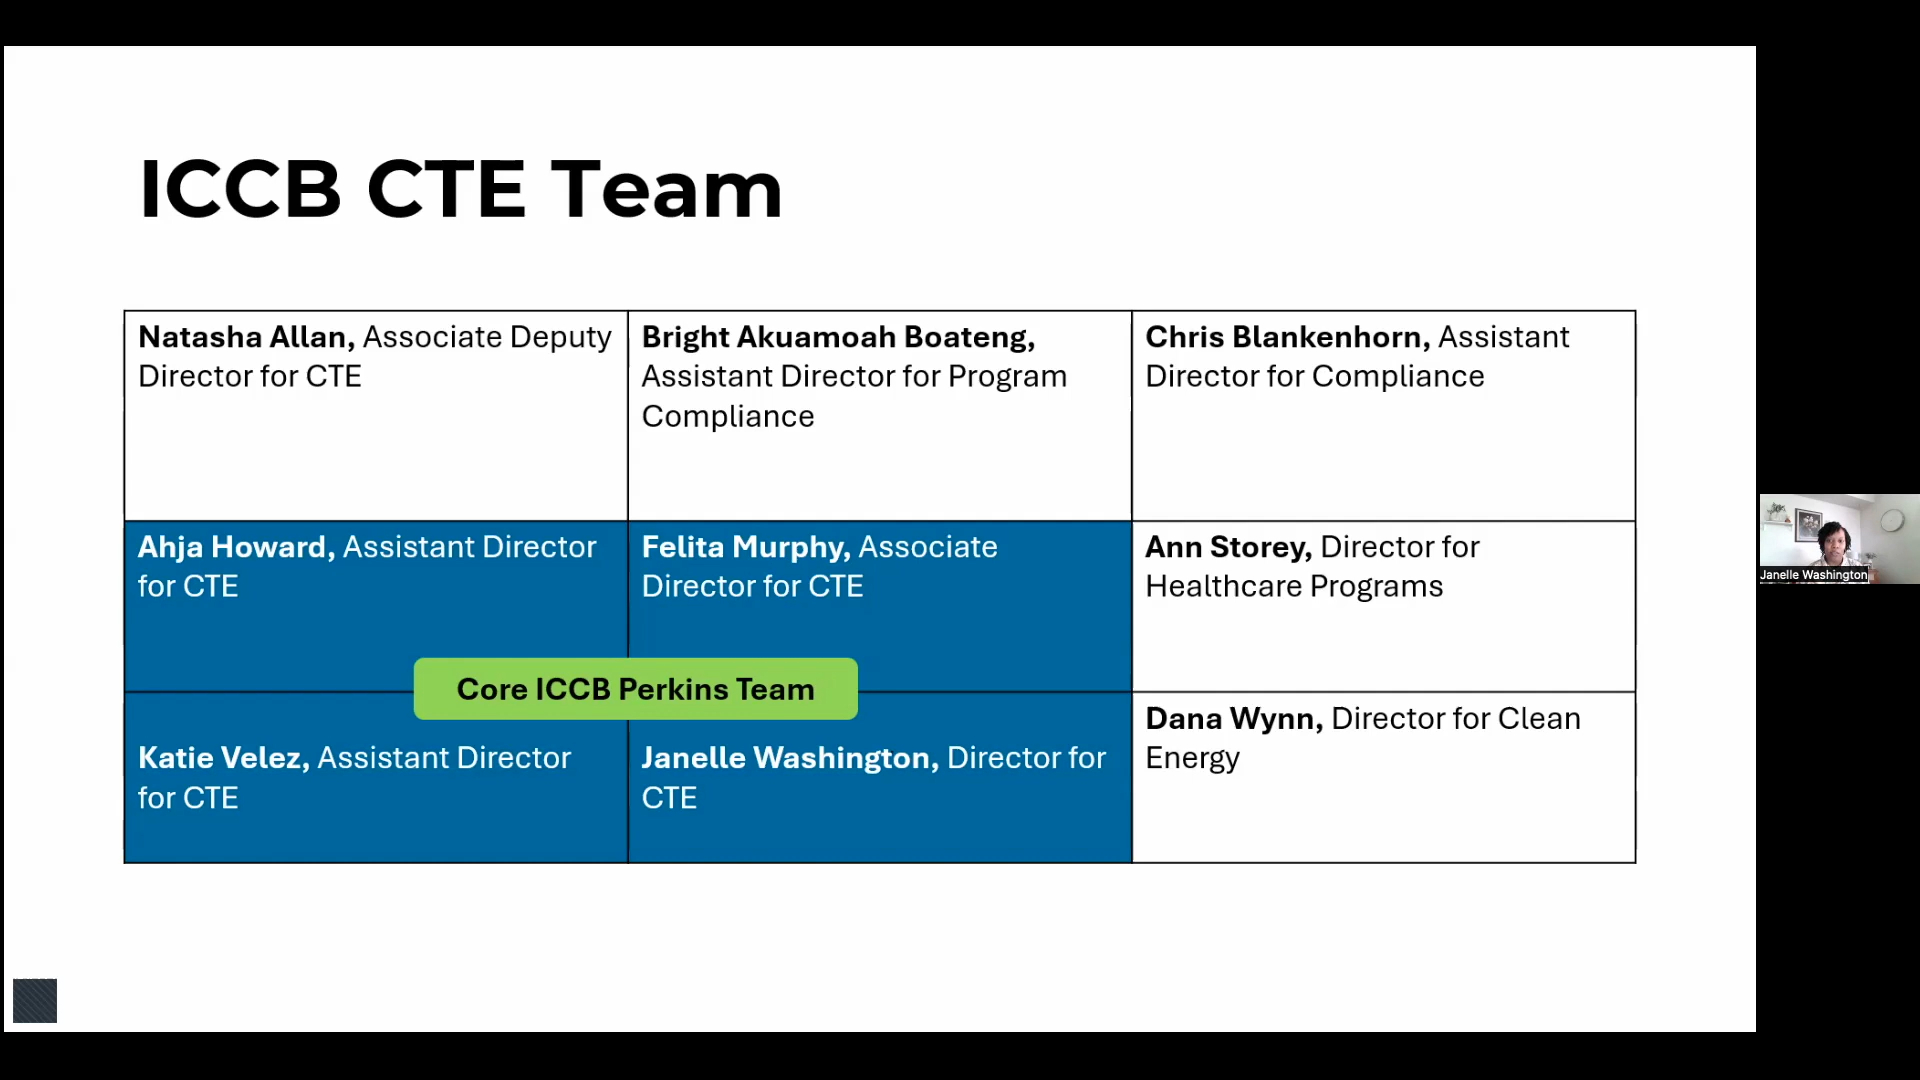 ICCB CTE Team
Natasha Allan, Associate Deputy
Director for CTE
Bright Akuamoah Boateng,
Assistant Director for Program
Compliance
Chris Blankenhorn, Assistant
Director for Compliance
Ahja Howard, Assistant Director
for CTE
Felita Murphy, Associate
Director for CTE
Ann Storey, Director for
Healthcare Programs
Core ICCB Perkins Team
Katie Velez, Assistant Director
for CTE
Janelle Washington, Director for
CTE
Dana Wynn, Director for Clean
Energy
Janelle Washington